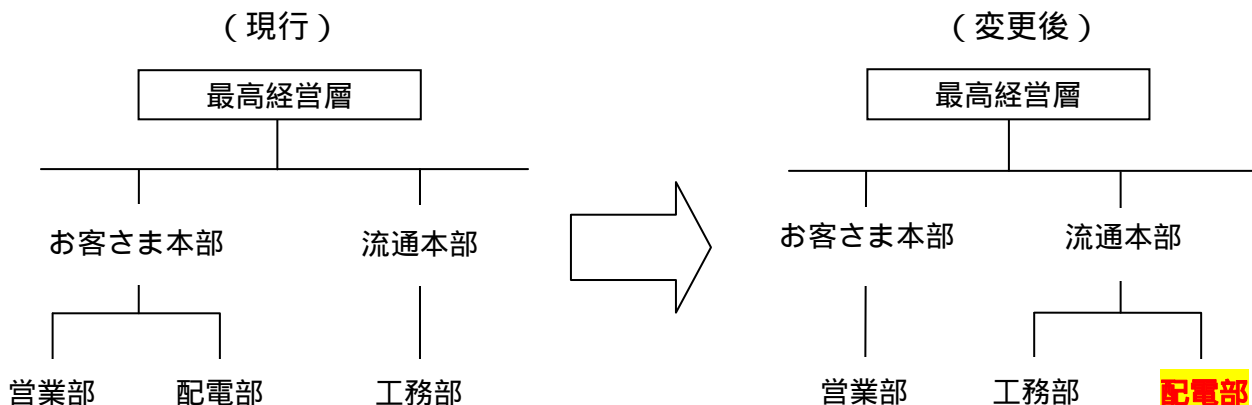 （現行）
（変更後）
最高経営層
最高経営層
お客さま本部
流通本部
お客さま本部
流通本部
営業部
配電部
工務部
営業部
工務部
配電部